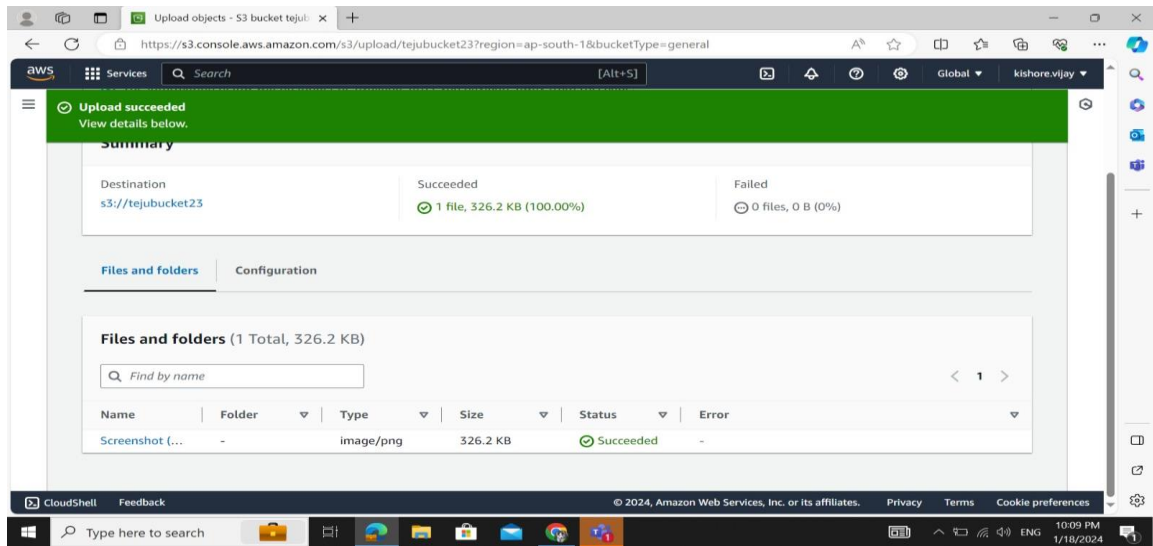 Upload objects - S3 bucket tejub
https://s3.console.aws.amazon.com/s3/upload/tejubucket23?region=ap-south-1&bucketType=general
aws
Services
Search
[Alt+S]
Global
kishore.vijay
Upload succeeded
View details below.
Summary
Destination
Succeeded
Failed
s3://tejubucket23
1 file, 326.2 KB (100.00%)
0 files, 0 B (0%)
Files and folders
Configuration
Files and folders (1 Total, 326.2 KB)
Find by name
1
Name Folder Type Size Status Error
Screenshot (... - image/png 326.2 KB Succeeded -
CloudShell Feedback © 2024, Amazon Web Services, Inc. or its affiliates. Privacy Terms Cookie preferences
Type here to search
ENG
10:09 PM
1/18/2024